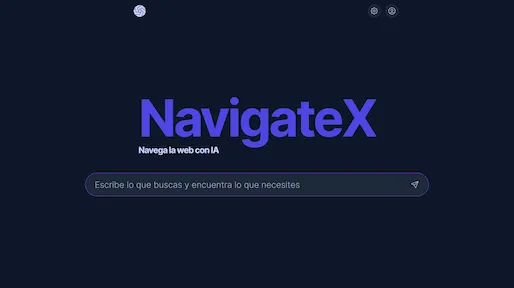 NavigateX
Navega la web con IA
Escribe lo que buscas y encuentra lo que necesites